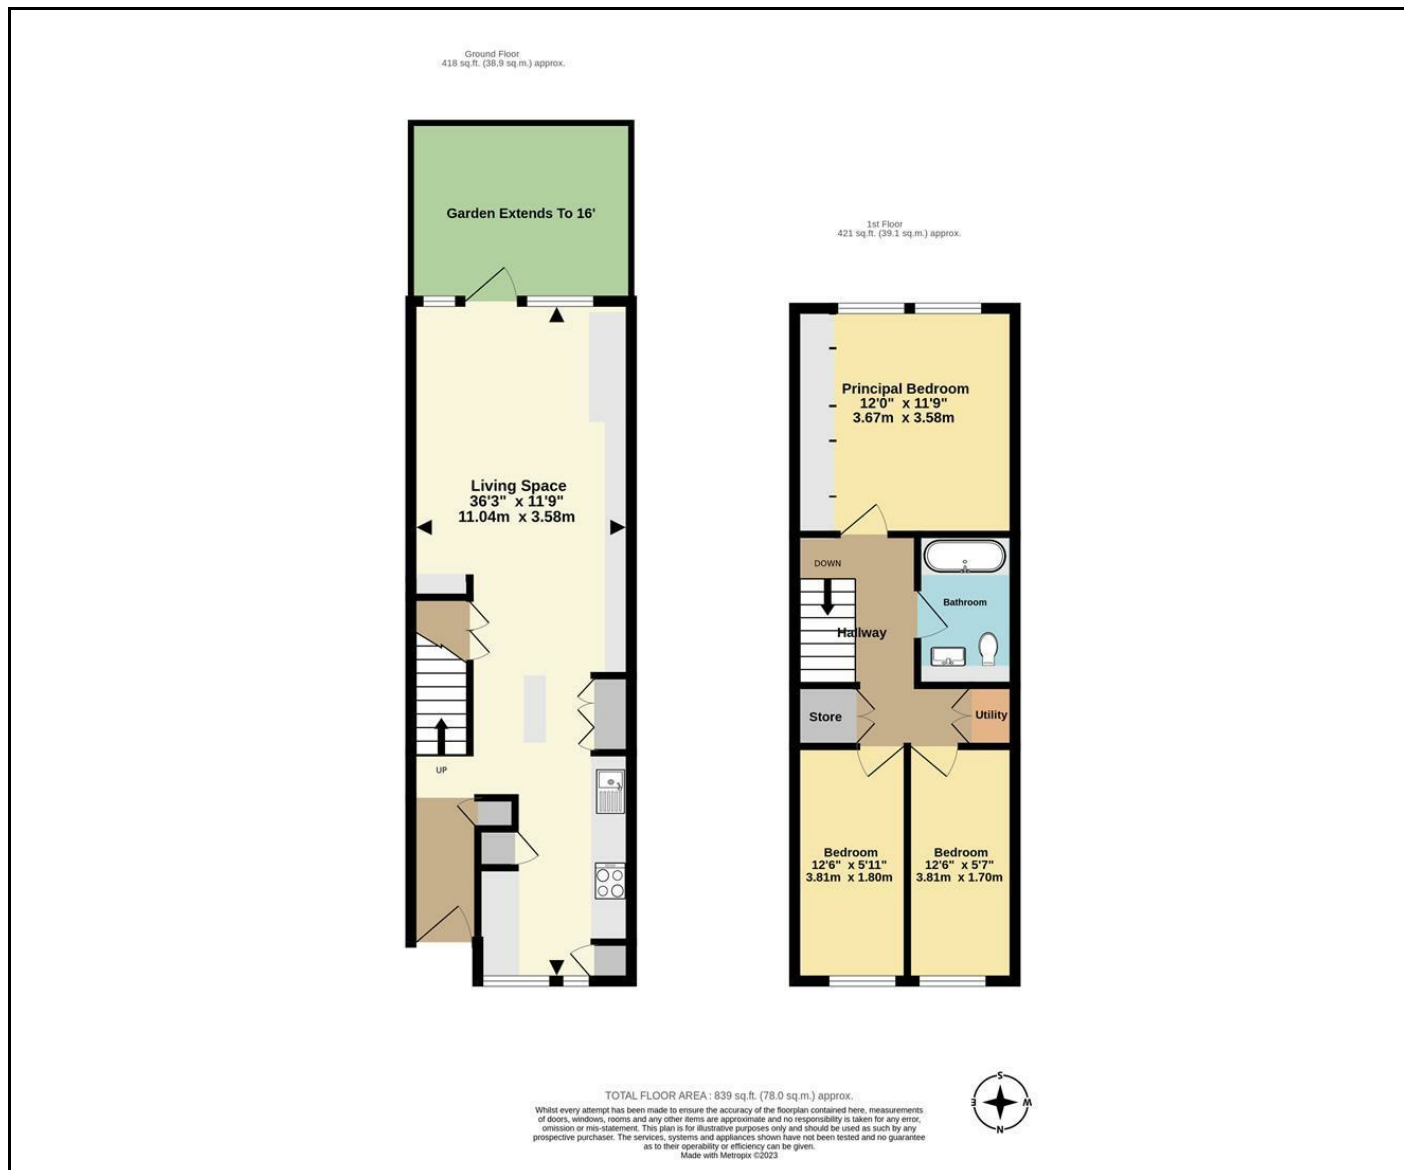 Ground Floor
418 sq.ft. (38.9 sq.m.) approx.
Garden Extends To 16'
1st Floor
421 sq.ft. (39.1 sq.m.) approx.
Living Space
36'3" x 11'9"
11.04m x 3.58m
UP
Principal Bedroom
12'0" x 11'9"
3.67m x 3.58m
DOWN
Bathroom
Hallway
Store
Utility
Bedroom
12'6" x 5'11"
3.81m x 1.80m
Bedroom
12'6" x 5'7"
3.81m x 1.70m
TOTAL FLOOR AREA : 839 sq.ft. (78.0 sq.m.) approx.
Whilst every attempt has been made to ensure the accuracy of the floorplan contained here, measurements
of doors, windows, rooms and any other items are approximate and no responsibility is taken for any error,
omission or mis-statement. This plan is for illustrative purposes only and should be used as such by any
prospective purchaser. The services, systems and appliances shown have not been tested and no guarantee
as to their operability or efficiency can be given.
Made with Metropix ©2023
S
E
W
N